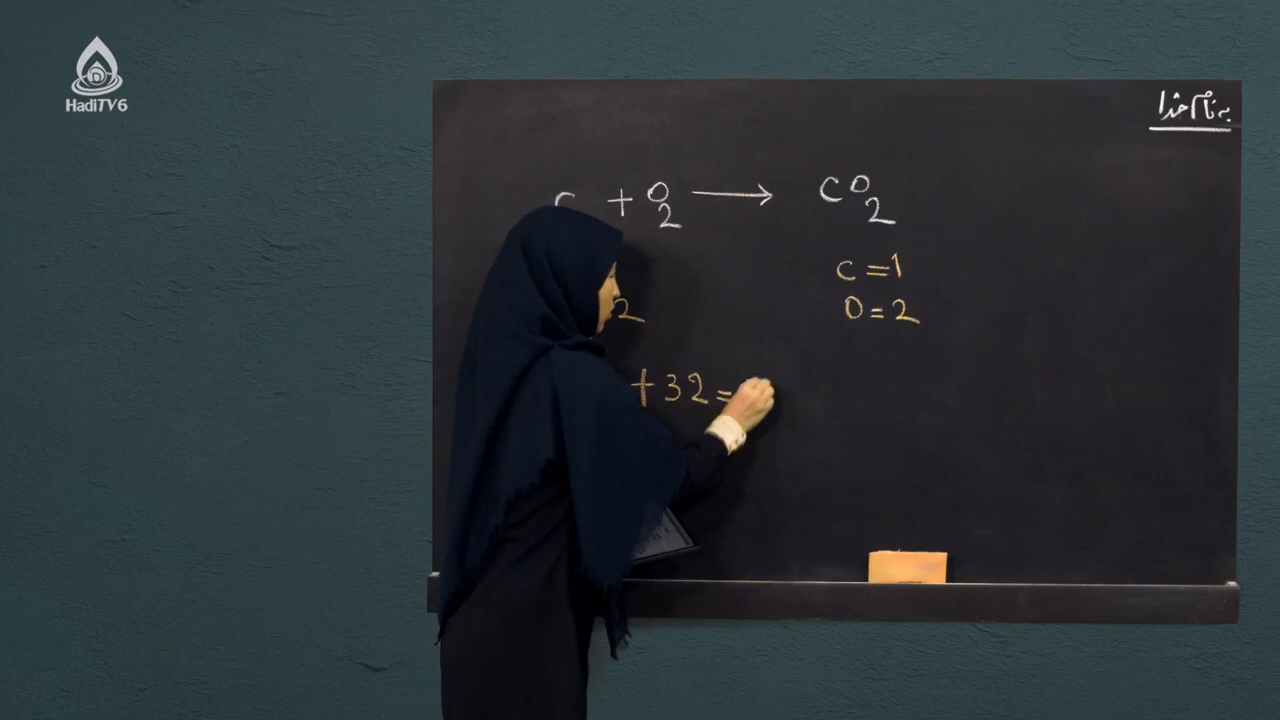 HadiTV6
به نام خدا
C + O2 → CO2
C = 1
2 O = 2
+ 32 =